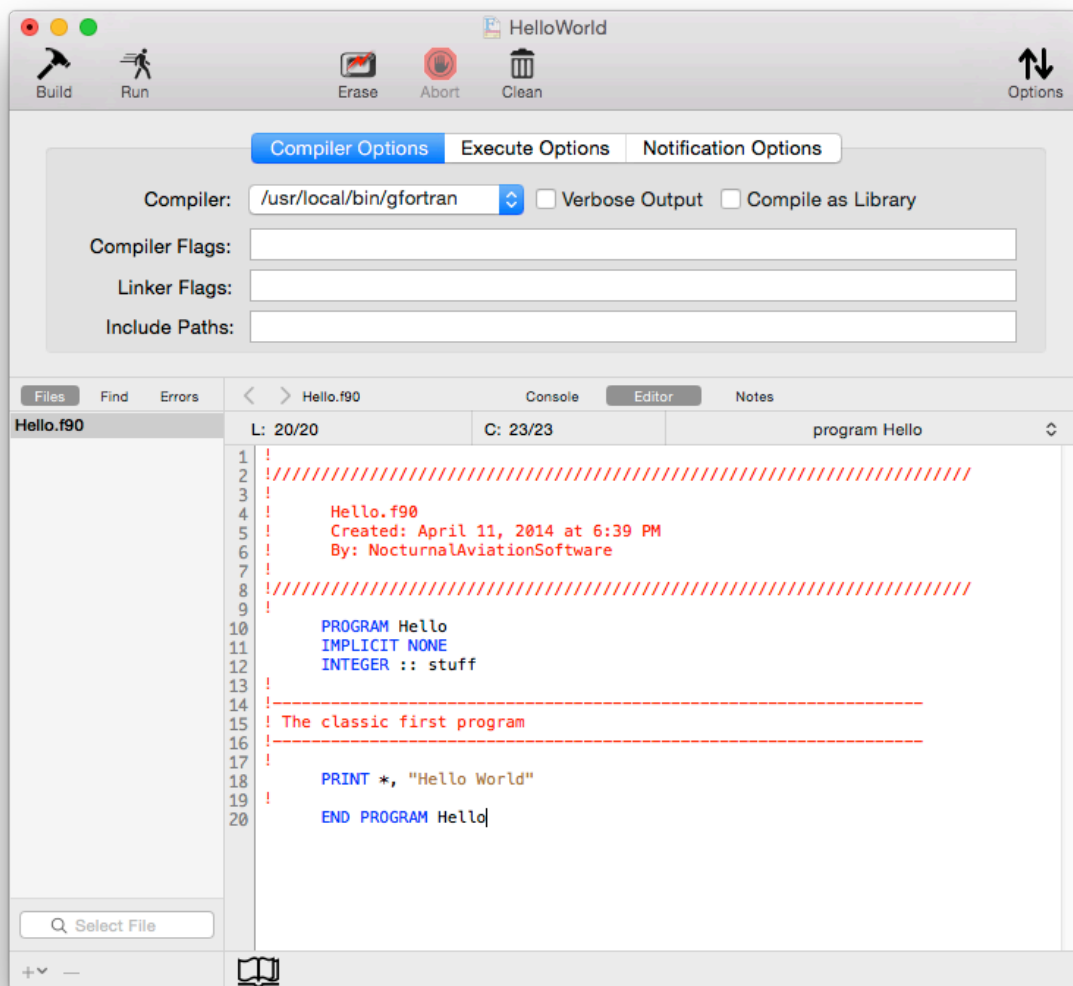 HelloWorld
Build Run Erase Abort Clean Options
Compiler Options Execute Options Notification Options
Compiler: /usr/local/bin/gfortran Verbose Output Compile as Library
Compiler Flags:
Linker Flags:
Include Paths:
Files Find Errors Hello.f90 Console Editor Notes
Hello.f90 L: 20/20 C: 23/23 program Hello
1 !
2 !////////////////////////////////////////////////////////////////////////
3 !
4 !      Hello.f90
5 !      Created: April 11, 2014 at 6:39 PM
6 !      By: NocturnalAviationSoftware
7 !
8 !////////////////////////////////////////////////////////////////////////
9 !
10       PROGRAM Hello
11       IMPLICIT NONE
12       INTEGER :: stuff
13 !
14 !-------------------------------------------------------------------
15 ! The classic first program
16 !-------------------------------------------------------------------
17 !
18       PRINT *, "Hello World"
19 !
20       END PROGRAM Hello
Select File